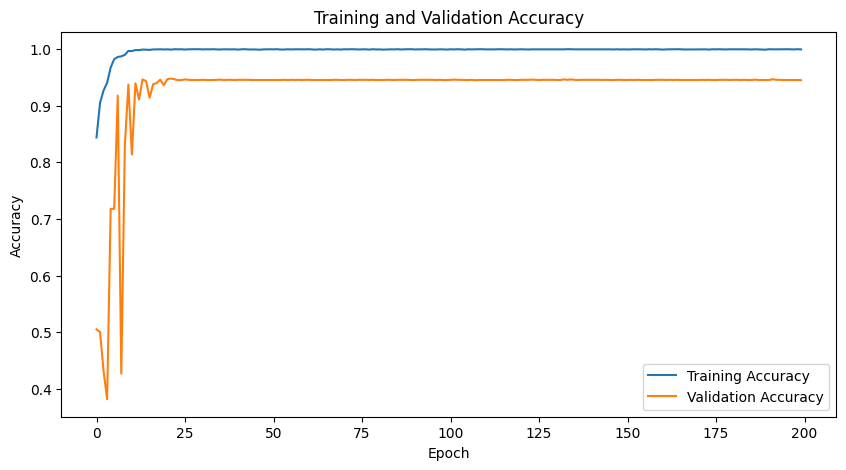 Training and Validation Accuracy
1.0
0.9
0.8
0.7
0.6
0.5
0.4
Accuracy
Training Accuracy
Validation Accuracy
0 25 50 75 100 125 150 175 200
Epoch